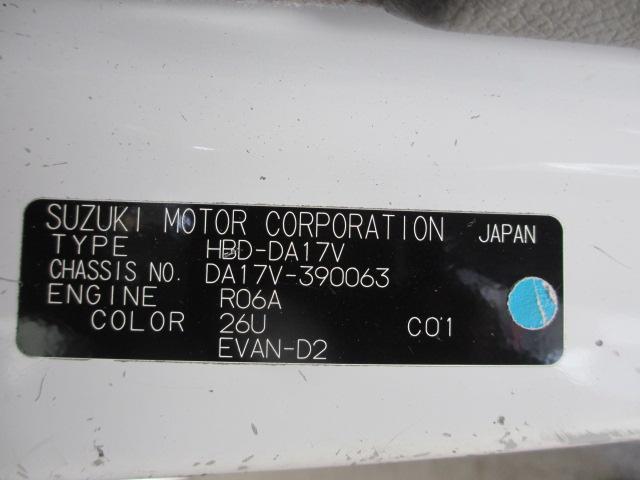 SUZUKI MOTOR CORPORATION JAPAN
TYPE HBD-DA17V
CHASSIS NO. DA17V-390063
ENGINE R06A
COLOR 26U C01
EVAN-D2